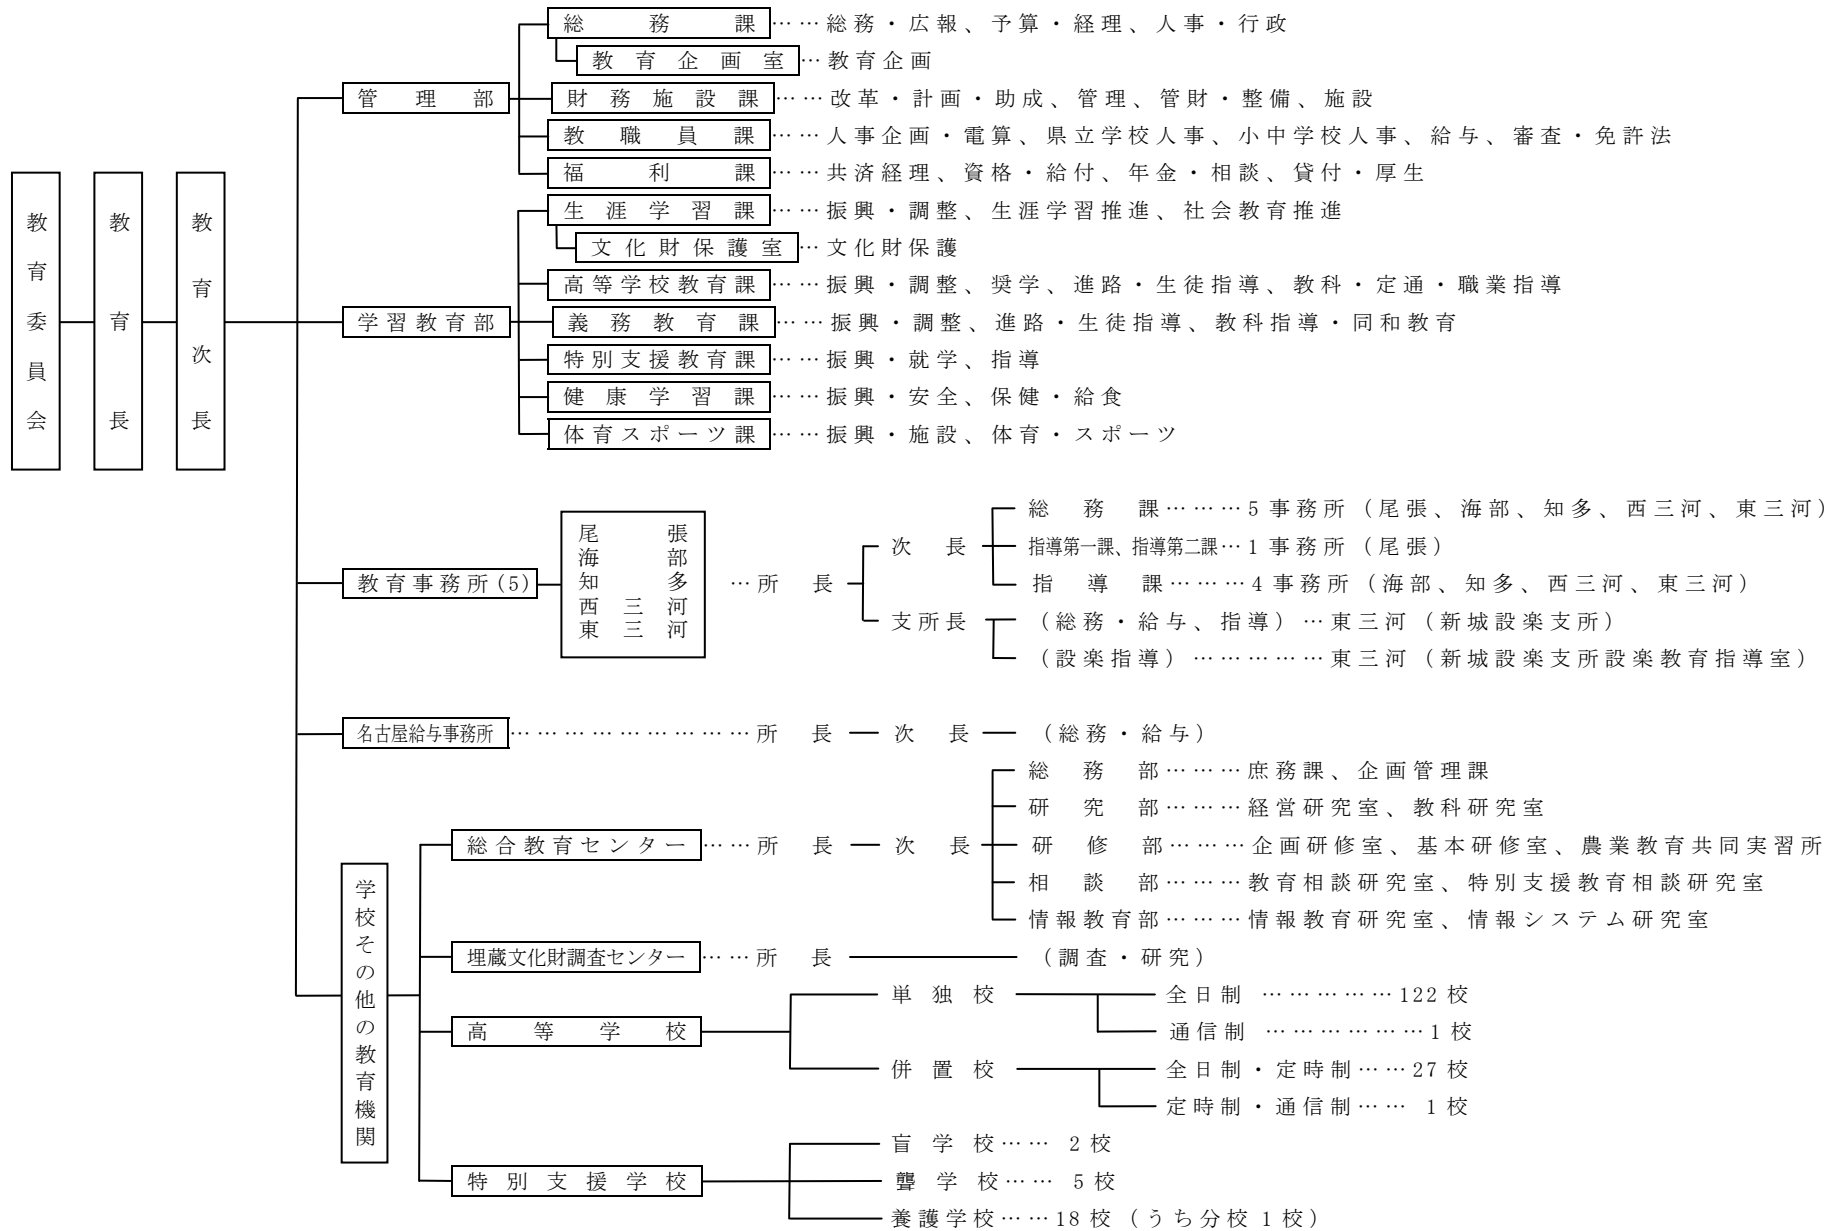 教育委員会
教育長
教育次長
管理部
総務課……総務・広報、予算・経理、人事・行政
教育企画室…教育企画
財務施設課……改革・計画・助成、管理、管財・整備、施設
教職員課……人事企画・電算、県立学校人事、小中学校人事、給与、審査・免許法
福利課……共済経理、資格・給付、年金・相談、貸付・厚生
学習教育部
生涯学習課……振興・調整、生涯学習推進、社会教育推進
文化財保護室…文化財保護
高等学校教育課……振興・調整、奨学、進路・生徒指導、教科・定通・職業指導
義務教育課……振興・調整、進路・生徒指導、教科指導・同和教育
特別支援教育課……振興・就学、指導
健康学習課……振興・安全、保健・給食
体育スポーツ課……振興・施設、体育・スポーツ
教育事務所(5)
尾張
海部
知多
西三河
東三河
…所長
次長
総務課………5事務所(尾張、海部、知多、西三河、東三河)
指導第一課、指導第二課…1事務所(尾張)
指導課………4事務所(海部、知多、西三河、東三河)
支所長
(総務・給与、指導)…東三河(新城設楽支所)
(設楽指導)……………東三河(新城設楽支所設楽教育指導室)
名古屋給与事務所………………………所長 次長 (総務・給与)
学校その他の教育機関
総合教育センター……所長 次長
総務部………庶務課、企画管理課
研究部………経営研究室、教科研究室
研修部………企画研修室、基本研修室、農業教育共同実習所
相談部………教育相談研究室、特別支援教育相談研究室
情報教育部………情報教育研究室、情報システム研究室
埋蔵文化財調査センター……所長 (調査・研究)
高等学校
単独校
全日制 ……………122校
通信制 ………………1校
併置校
全日制・定時制……27校
定時制・通信制…… 1校
特別支援学校
盲学校…… 2校
聾学校…… 5校
養護学校……18校(うち分校1校)